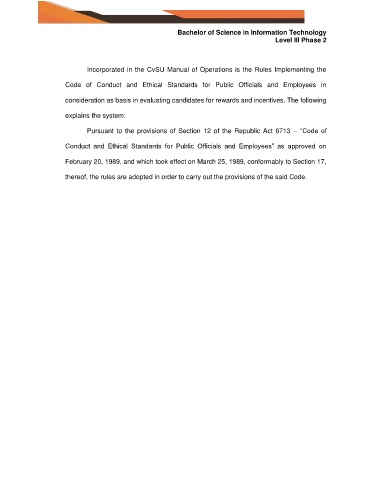 Bachelor of Science in Information Technology
Level III Phase 2
Incorporated in the CvSU Manual of Operations is the Rules Implementing the
Code of Conduct and Ethical Standards for Public Officials and Employees in
consideration as basis in evaluating candidates for rewards and incentives. The following
explains the system:
Pursuant to the provisions of Section 12 of the Republic Act 6713 – “Code of
Conduct and Ethical Standards for Public Officials and Employees” as approved on
February 20, 1989, and which took effect on March 25, 1989, conformably to Section 17,
thereof, the rules are adopted in order to carry out the provisions of the said Code.